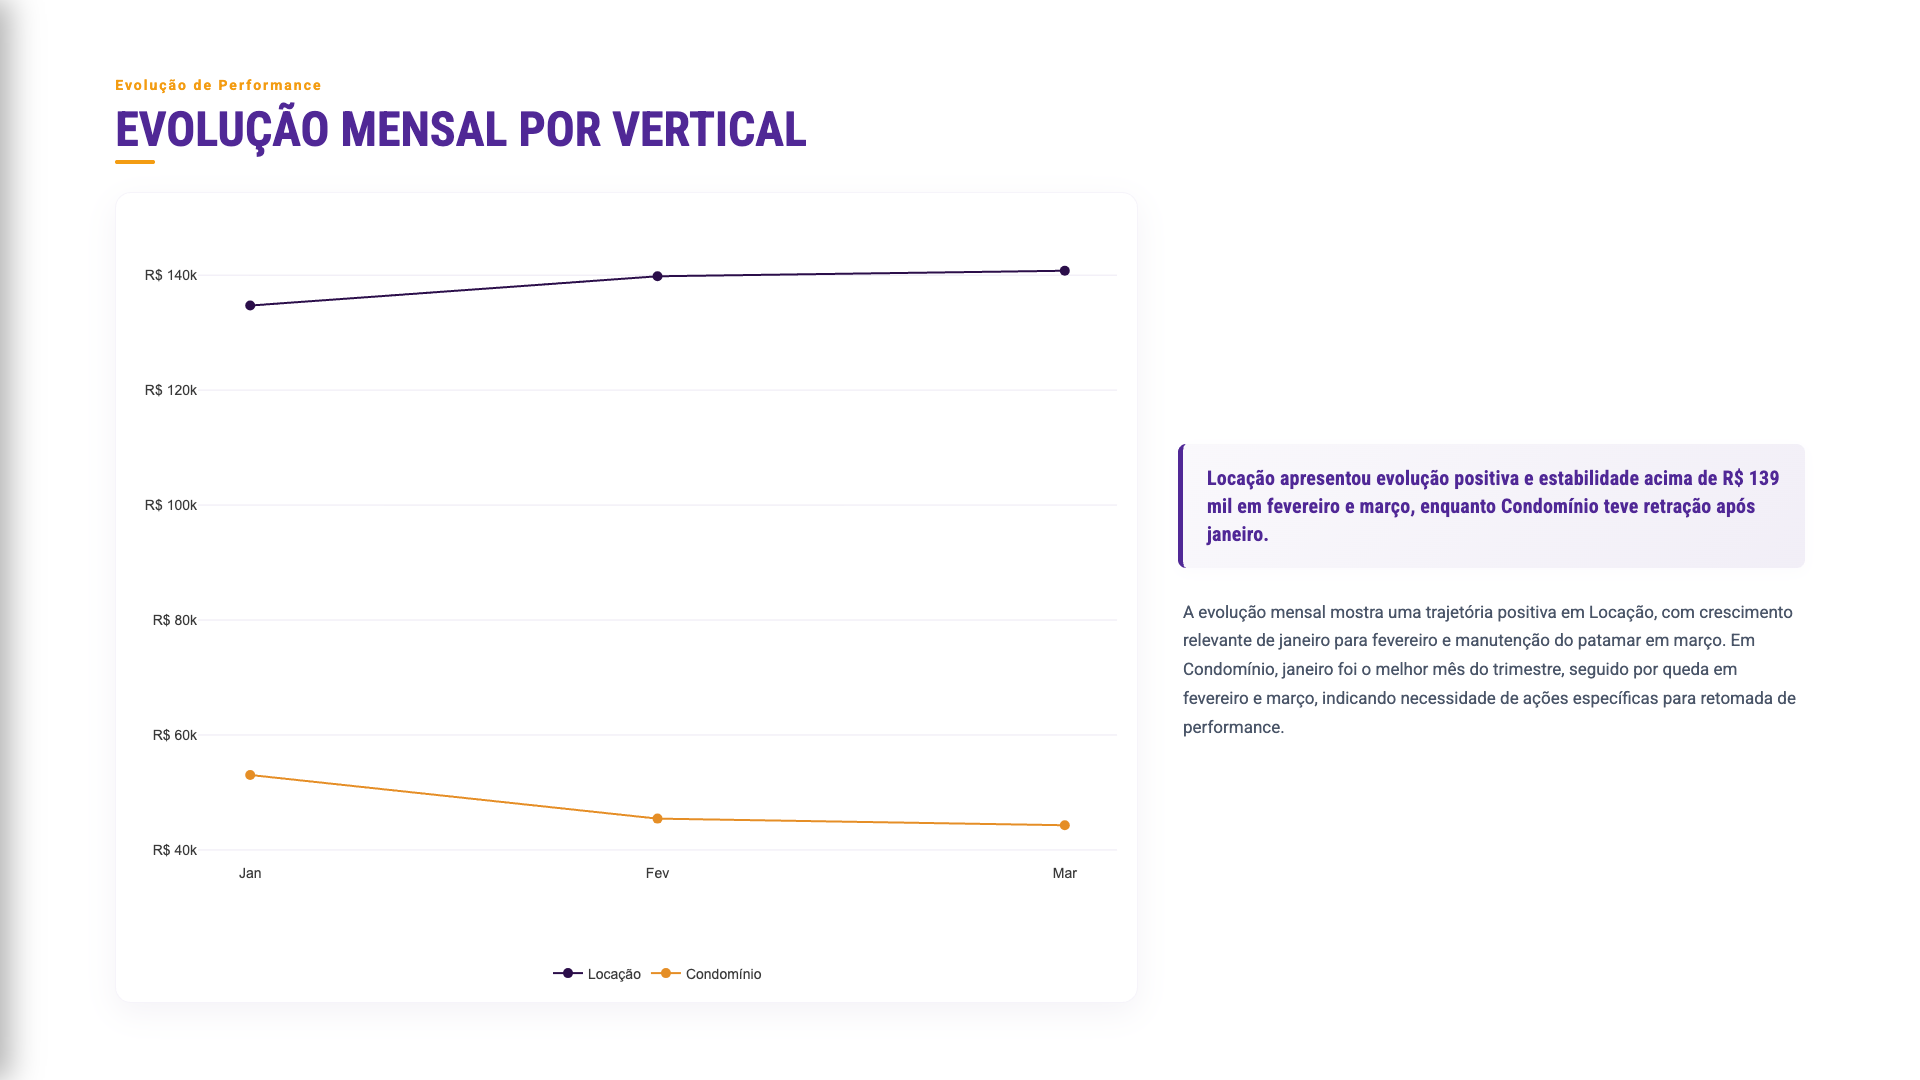 Evolução de Performance
EVOLUÇÃO MENSAL POR VERTICAL
R$ 140k
R$ 120k
R$ 100k
R$ 80k
R$ 60k
R$ 40k
Jan
Fev
Mar
Locação
Condomínio
Locação apresentou evolução positiva e estabilidade acima de R$ 139
mil em fevereiro e março, enquanto Condomínio teve retração após
janeiro.
A evolução mensal mostra uma trajetória positiva em Locação, com crescimento
relevante de janeiro para fevereiro e manutenção do patamar em março. Em
Condomínio, janeiro foi o melhor mês do trimestre, seguido por queda em
fevereiro e março, indicando necessidade de ações específicas para retomada de
performance.